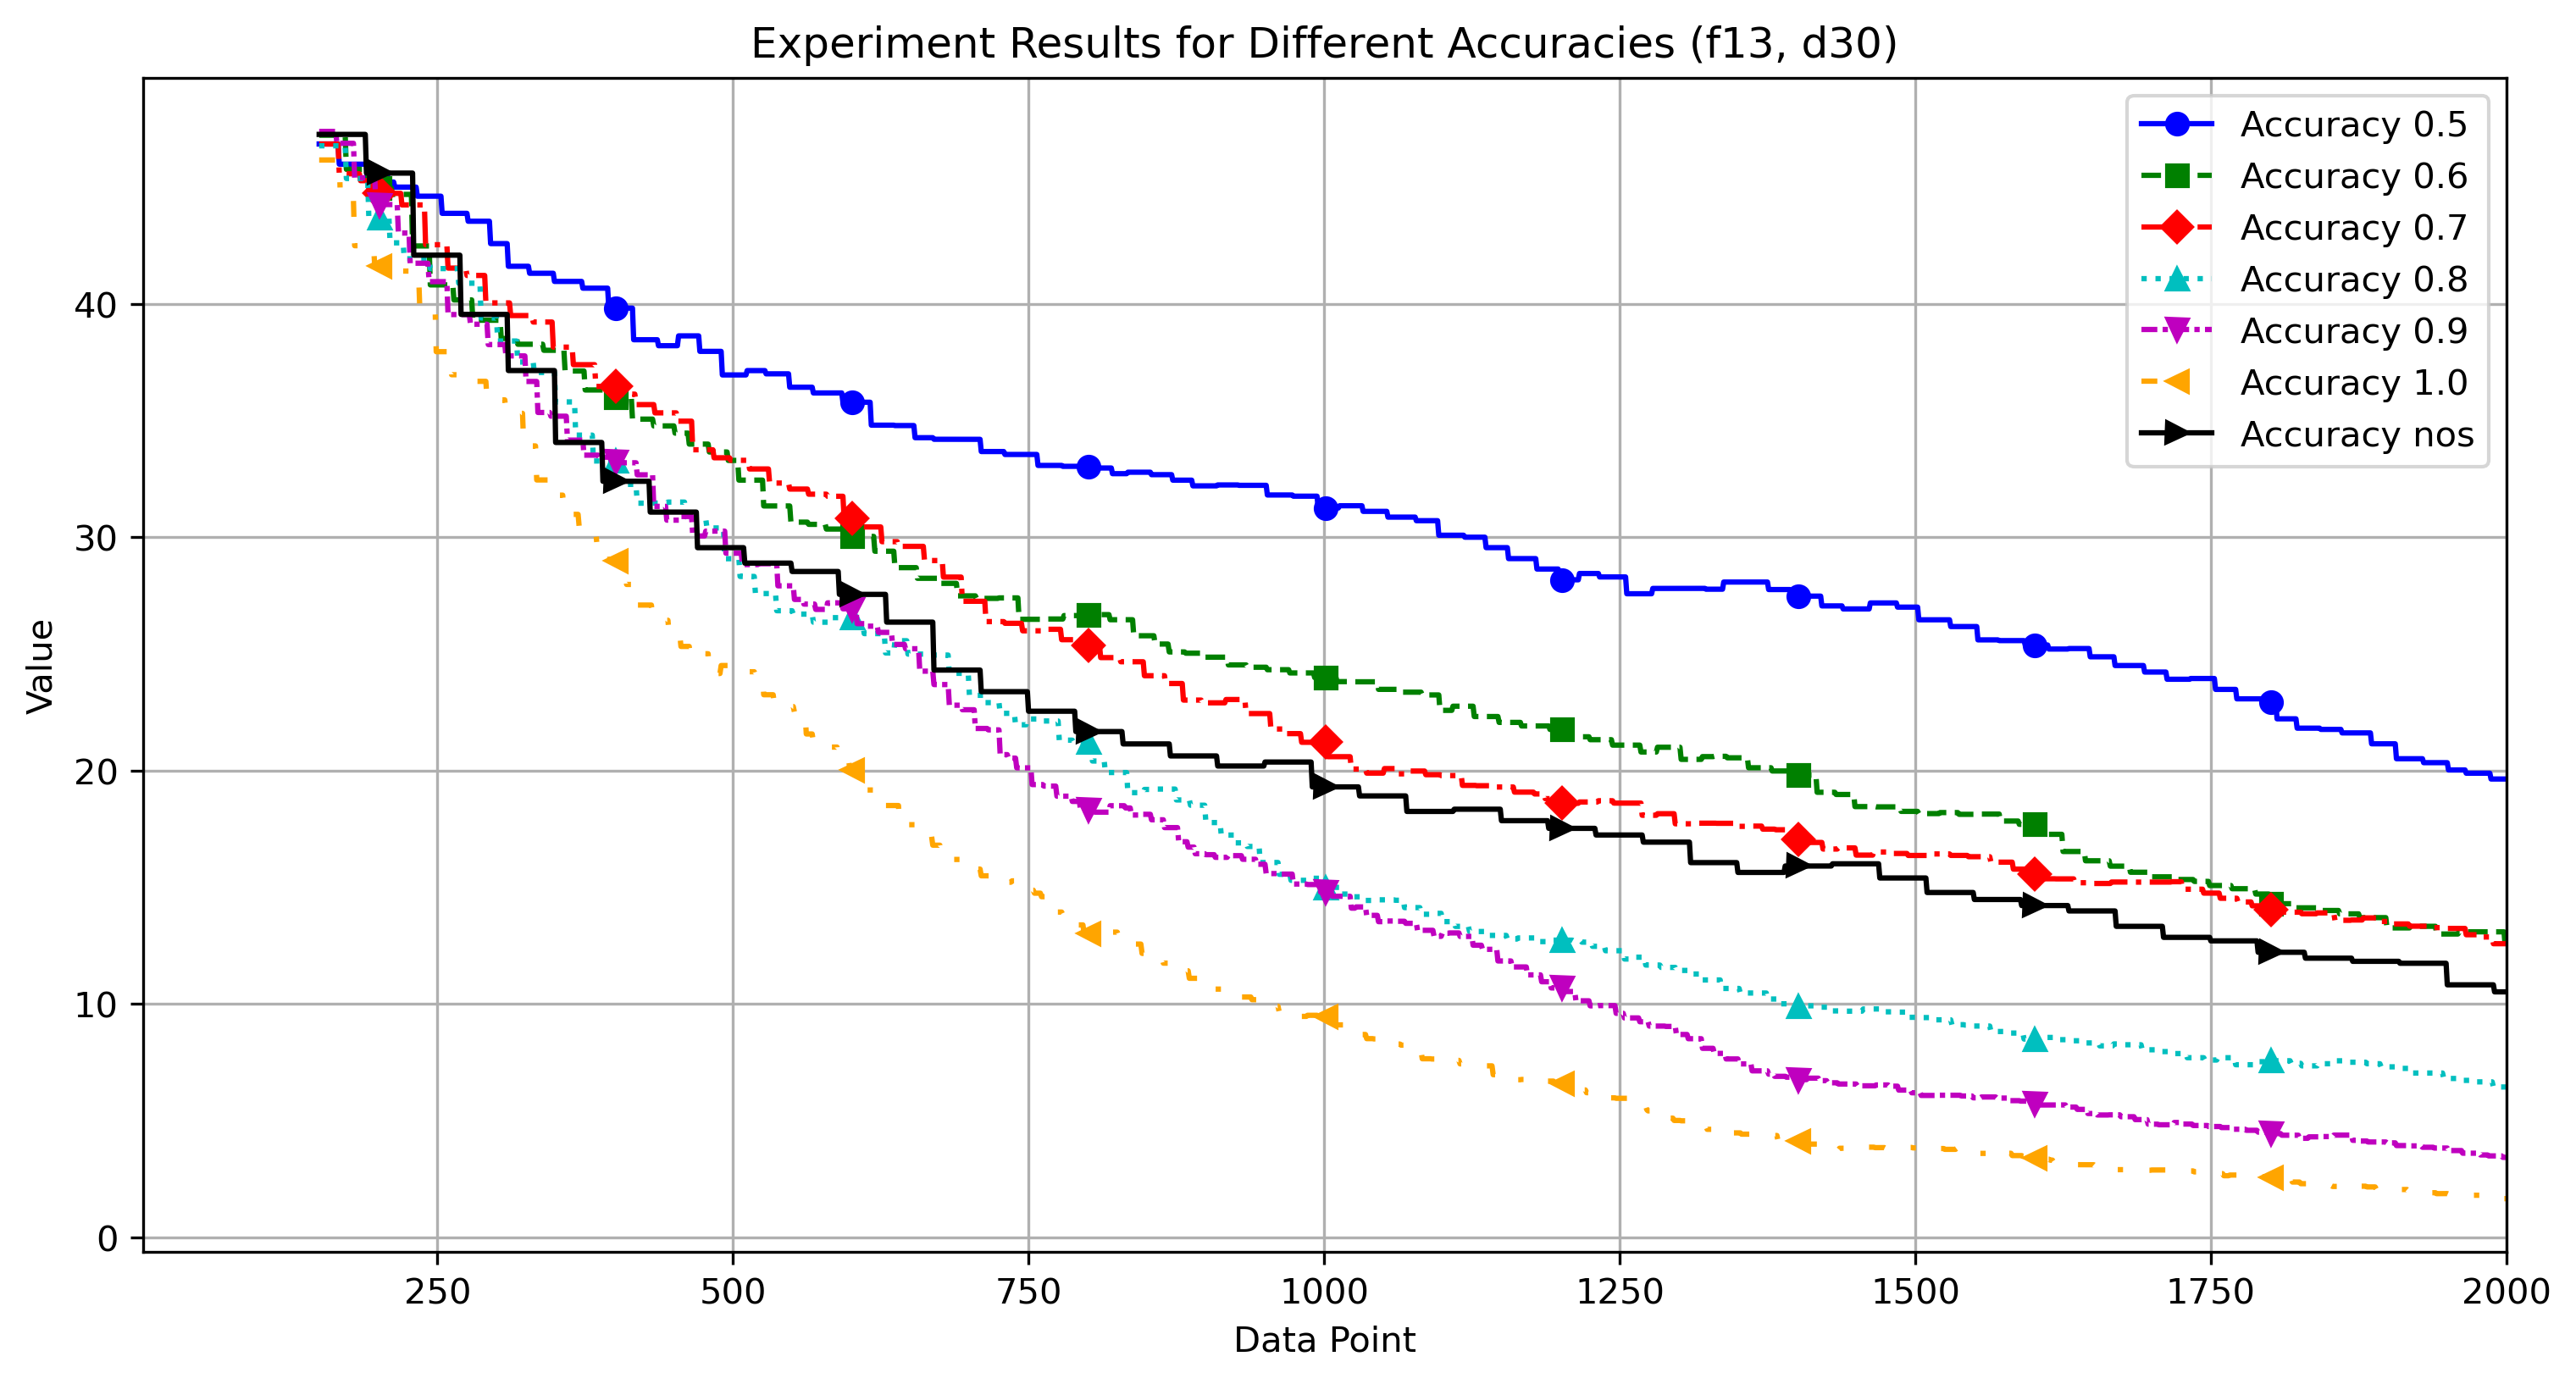 Experiment Results for Different Accuracies (f13, d30)
Accuracy 0.5
Accuracy 0.6
Accuracy 0.7
Accuracy 0.8
Accuracy 0.9
Accuracy 1.0
Accuracy nos
Value
40
30
20
10
0
250 500 750 1000 1250 1500 1750 2000
Data Point